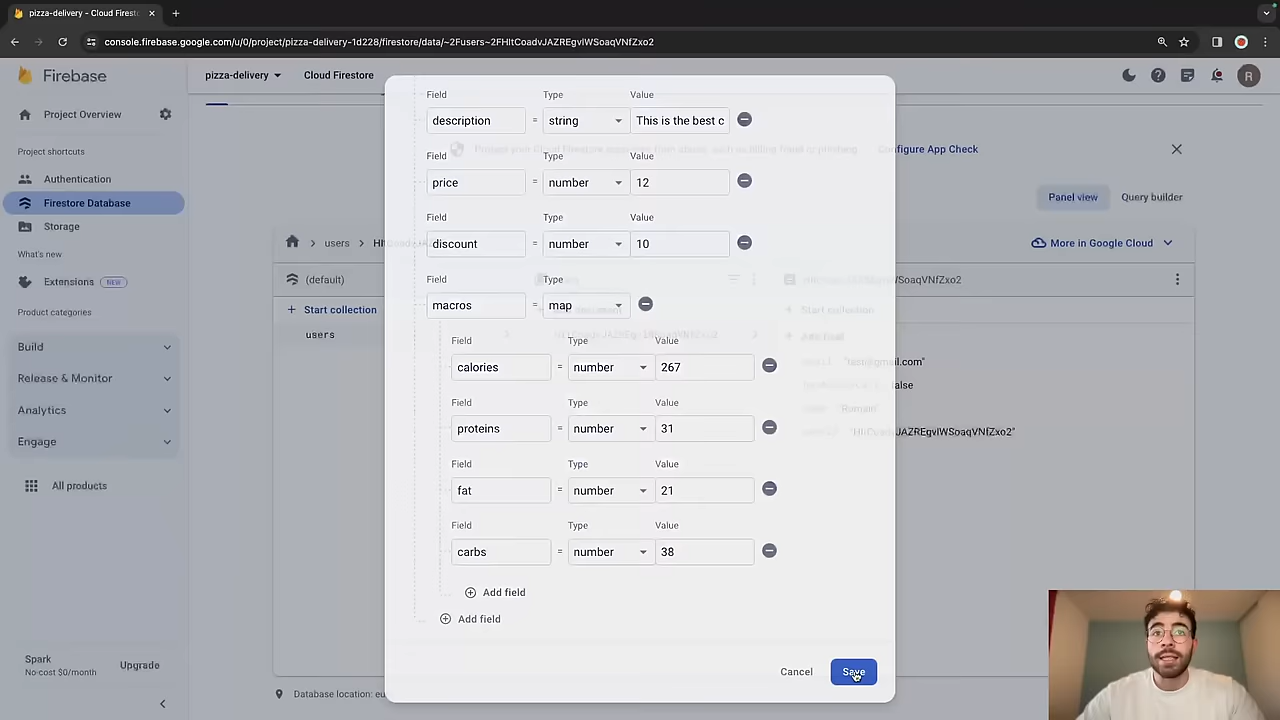 pizza-delivery - Cloud Firest
console.firebase.google.com/u/0/project/pizza-delivery-1d228/firestore/data/~2Fusers~2FHItCoadvJAZREgvIWSoaqVNfZxo2
Firebase
pizza-delivery
Cloud Firestore
R
Project Overview
Project shortcuts
Authentication
Firestore Database
Storage
What's new
Extensions NEW
Product categories
Build
Release & Monitor
Analytics
Engage
All products
Spark
No-cost $0/month
Upgrade
Configure App Check
Panel view
Query builder
users
More in Google Cloud
(default)
Start collection
users
Start collection
Add field
"test@gmail.com"
false
"Romain"
"HItCoadvJAZREgvIWSoaqVNfZxo2"
Database location: eu
Field Type Value
description = string This is the best c
Field Type Value
price = number 12
Field Type Value
discount = number 10
Field Type
macros = map
Field Type Value
calories = number 267
Field Type Value
proteins = number 31
Field Type Value
fat = number 21
Field Type Value
carbs = number 38
Add field
Add field
Cancel
Save